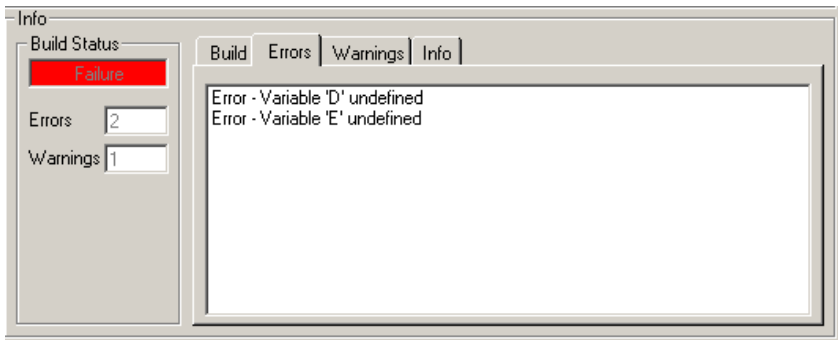 Info
Build Status
Failure
Errors 2
Warnings 1
Build Errors Warnings Info
Error - Variable 'D' undefined
Error - Variable 'E' undefined